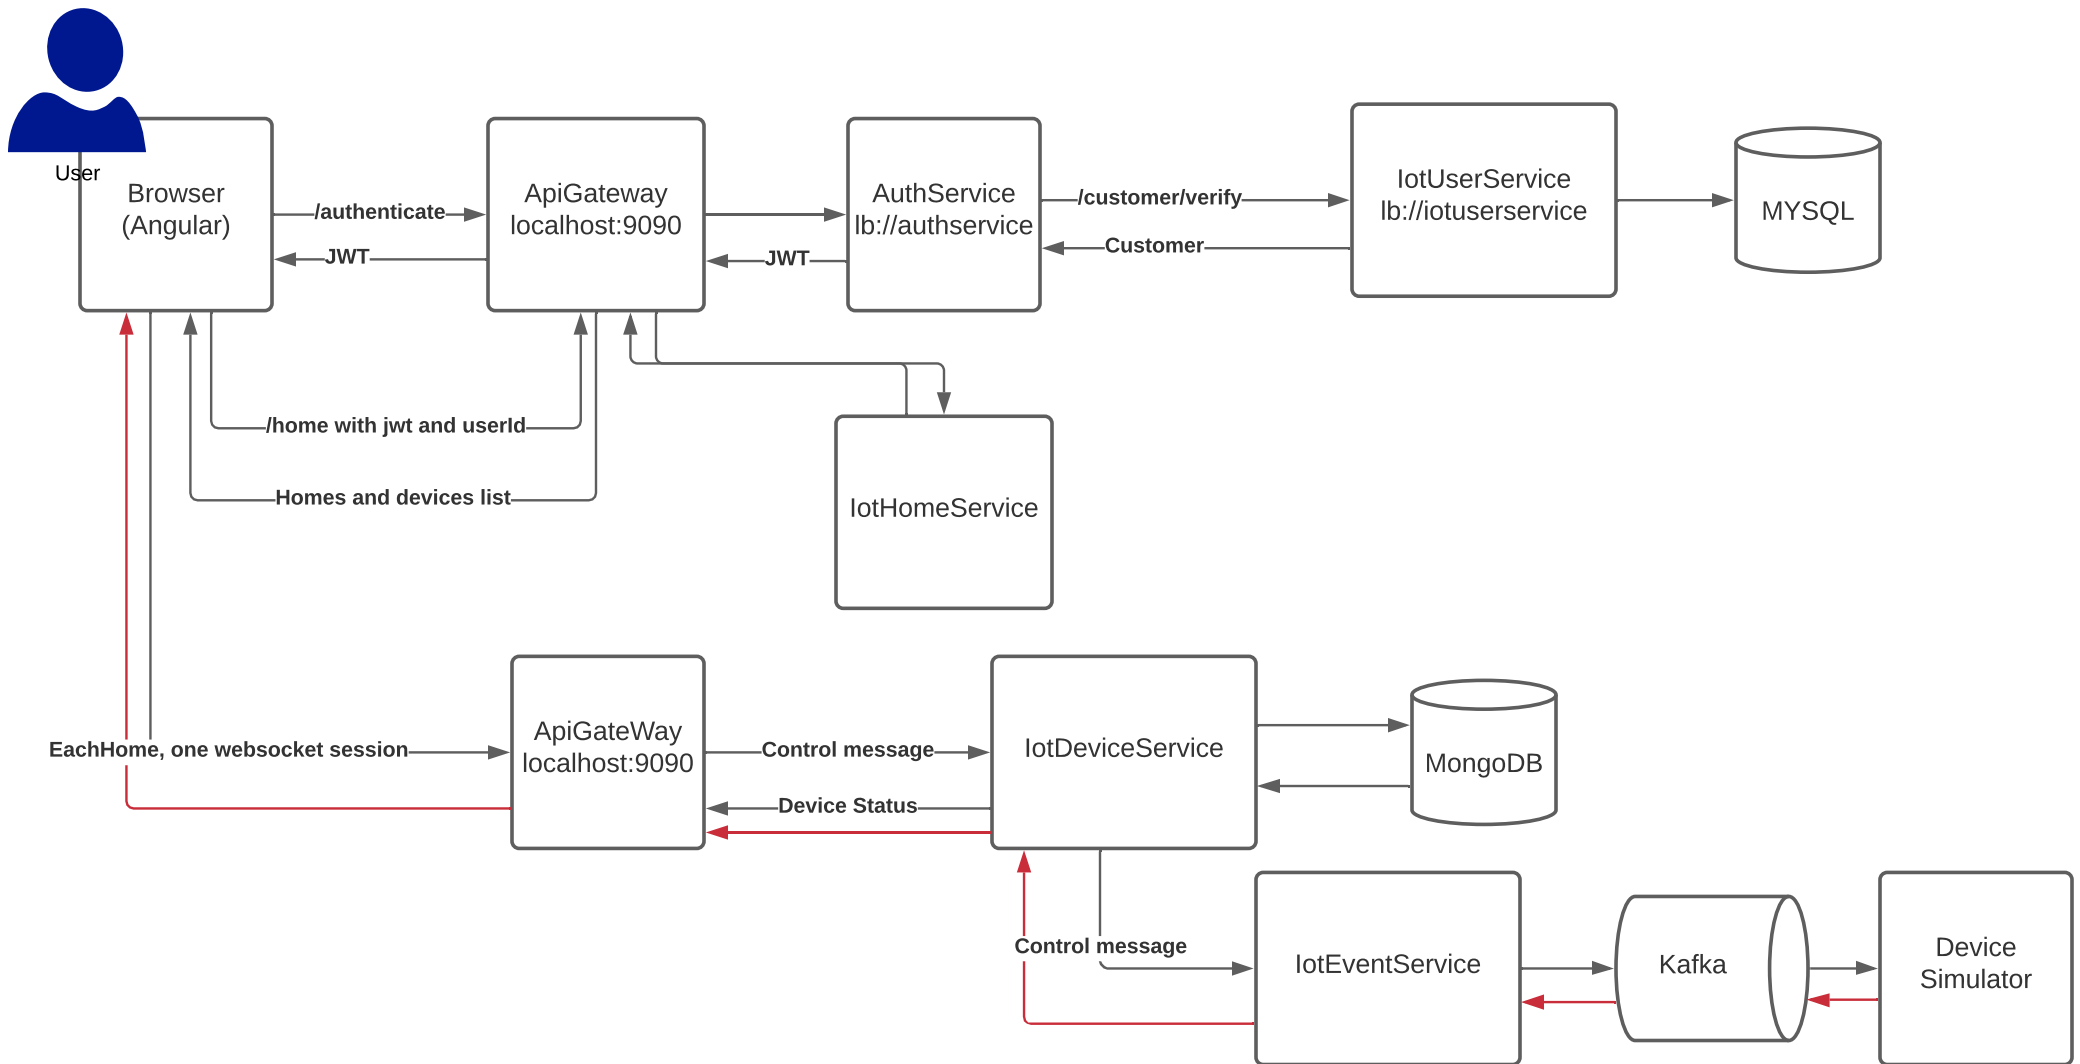 User
Browser
(Angular)
/authenticate
JWT
ApiGateway
localhost:9090
JWT
AuthService
lb://authservice
/customer/verify
Customer
IotUserService
lb://iotuserservice
MYSQL
/home with jwt and userId
Homes and devices list
IotHomeService
EachHome, one websocket session
ApiGateWay
localhost:9090
Control message
Device Status
IotDeviceService
MongoDB
Control message
IotEventService
Kafka
Device
Simulator